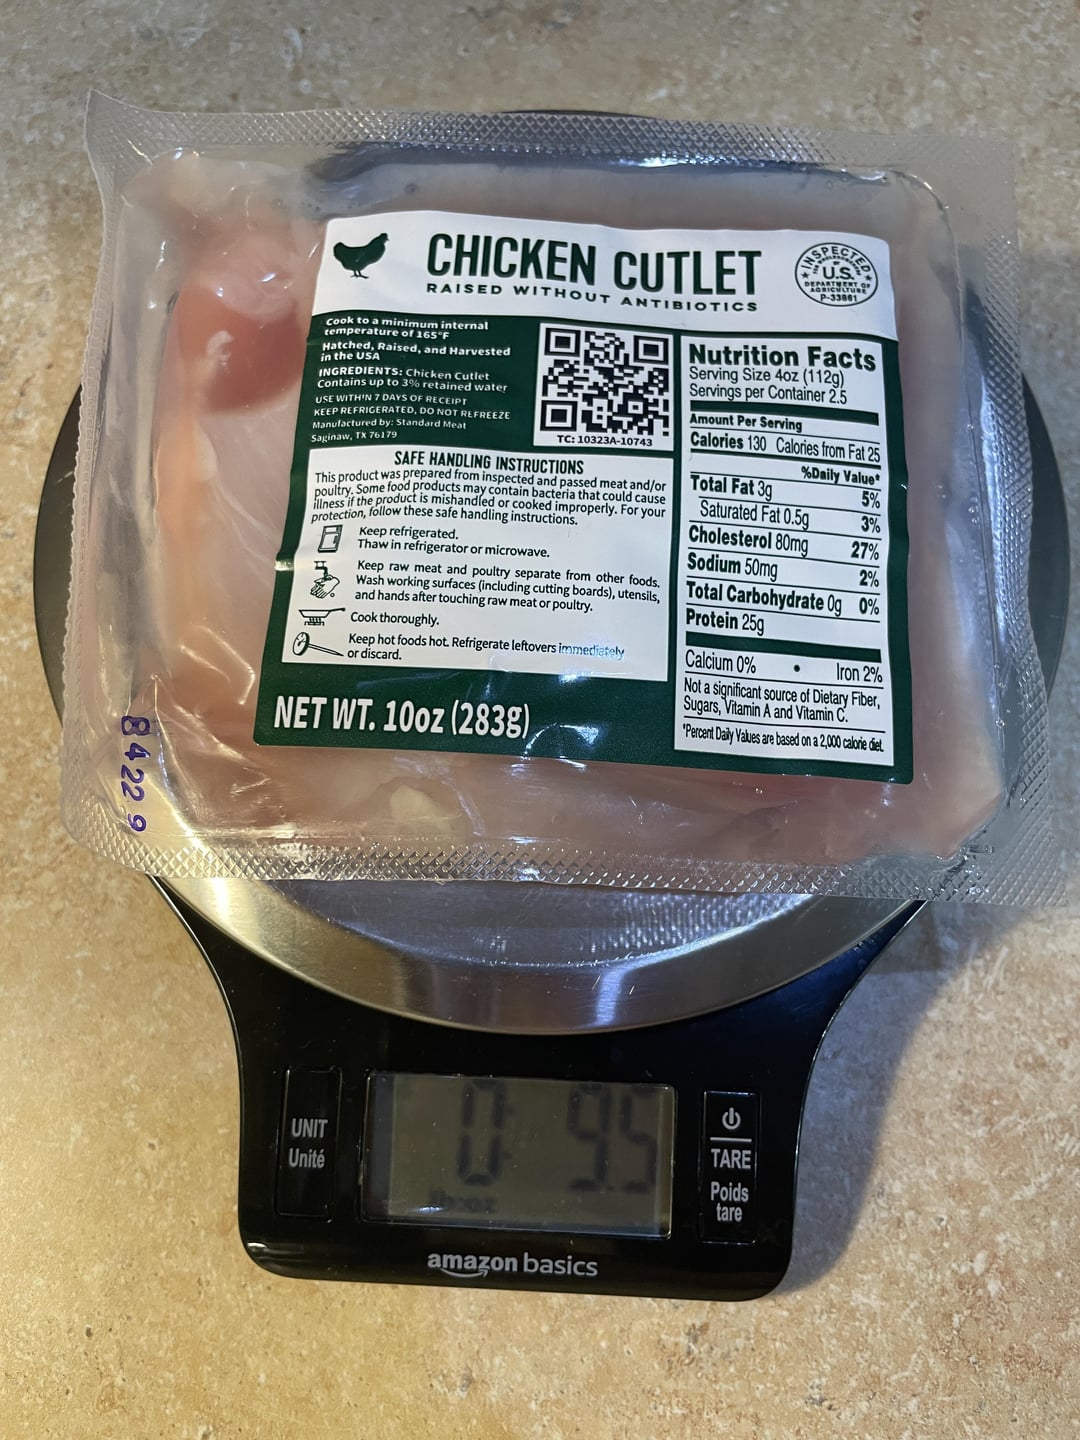 CHICKEN CUTLET
RAISED WITHOUT ANTIBIOTICS
INSPECTED
BY
U.S.
DEPARTMENT OF
AGRICULTURE
P-33861
Cook to a minimum internal
temperature of 165°F
Hatched, Raised, and Harvested
in the USA
INGREDIENTS: Chicken Cutlet
Contains up to 3% retained water
USE WITHIN 7 DAYS OF RECEIPT
KEEP REFRIGERATED, DO NOT REFREEZE
Manufactured by: Standard Meat
Saginaw, TX 76179
TC: 10323A-10743
SAFE HANDLING INSTRUCTIONS
This product was prepared from inspected and passed meat and/or
poultry. Some food products may contain bacteria that could cause
illness if the product is mishandled or cooked improperly. For your
protection, follow these safe handling instructions.
Keep refrigerated.
Thaw in refrigerator or microwave.
Keep raw meat and poultry separate from other foods.
Wash working surfaces (including cutting boards), utensils,
and hands after touching raw meat or poultry.
Cook thoroughly.
Keep hot foods hot. Refrigerate leftovers immediately
or discard.
NET WT. 10oz (283g)
Nutrition Facts
Serving Size 4oz (112g)
Servings per Container 2.5
Amount Per Serving
Calories 130 Calories from Fat 25
%Daily Value*
Total Fat 3g 5%
Saturated Fat 0.5g 3%
Cholesterol 80mg 27%
Sodium 50mg 2%
Total Carbohydrate 0g 0%
Protein 25g
Calcium 0% • Iron 2%
Not a significant source of Dietary Fiber,
Sugars, Vitamin A and Vitamin C.
*Percent Daily Values are based on a 2,000 calorie diet.
8422 9
UNIT
Unité
0 9.5
lb:oz
TARE
Poids
tare
amazon basics